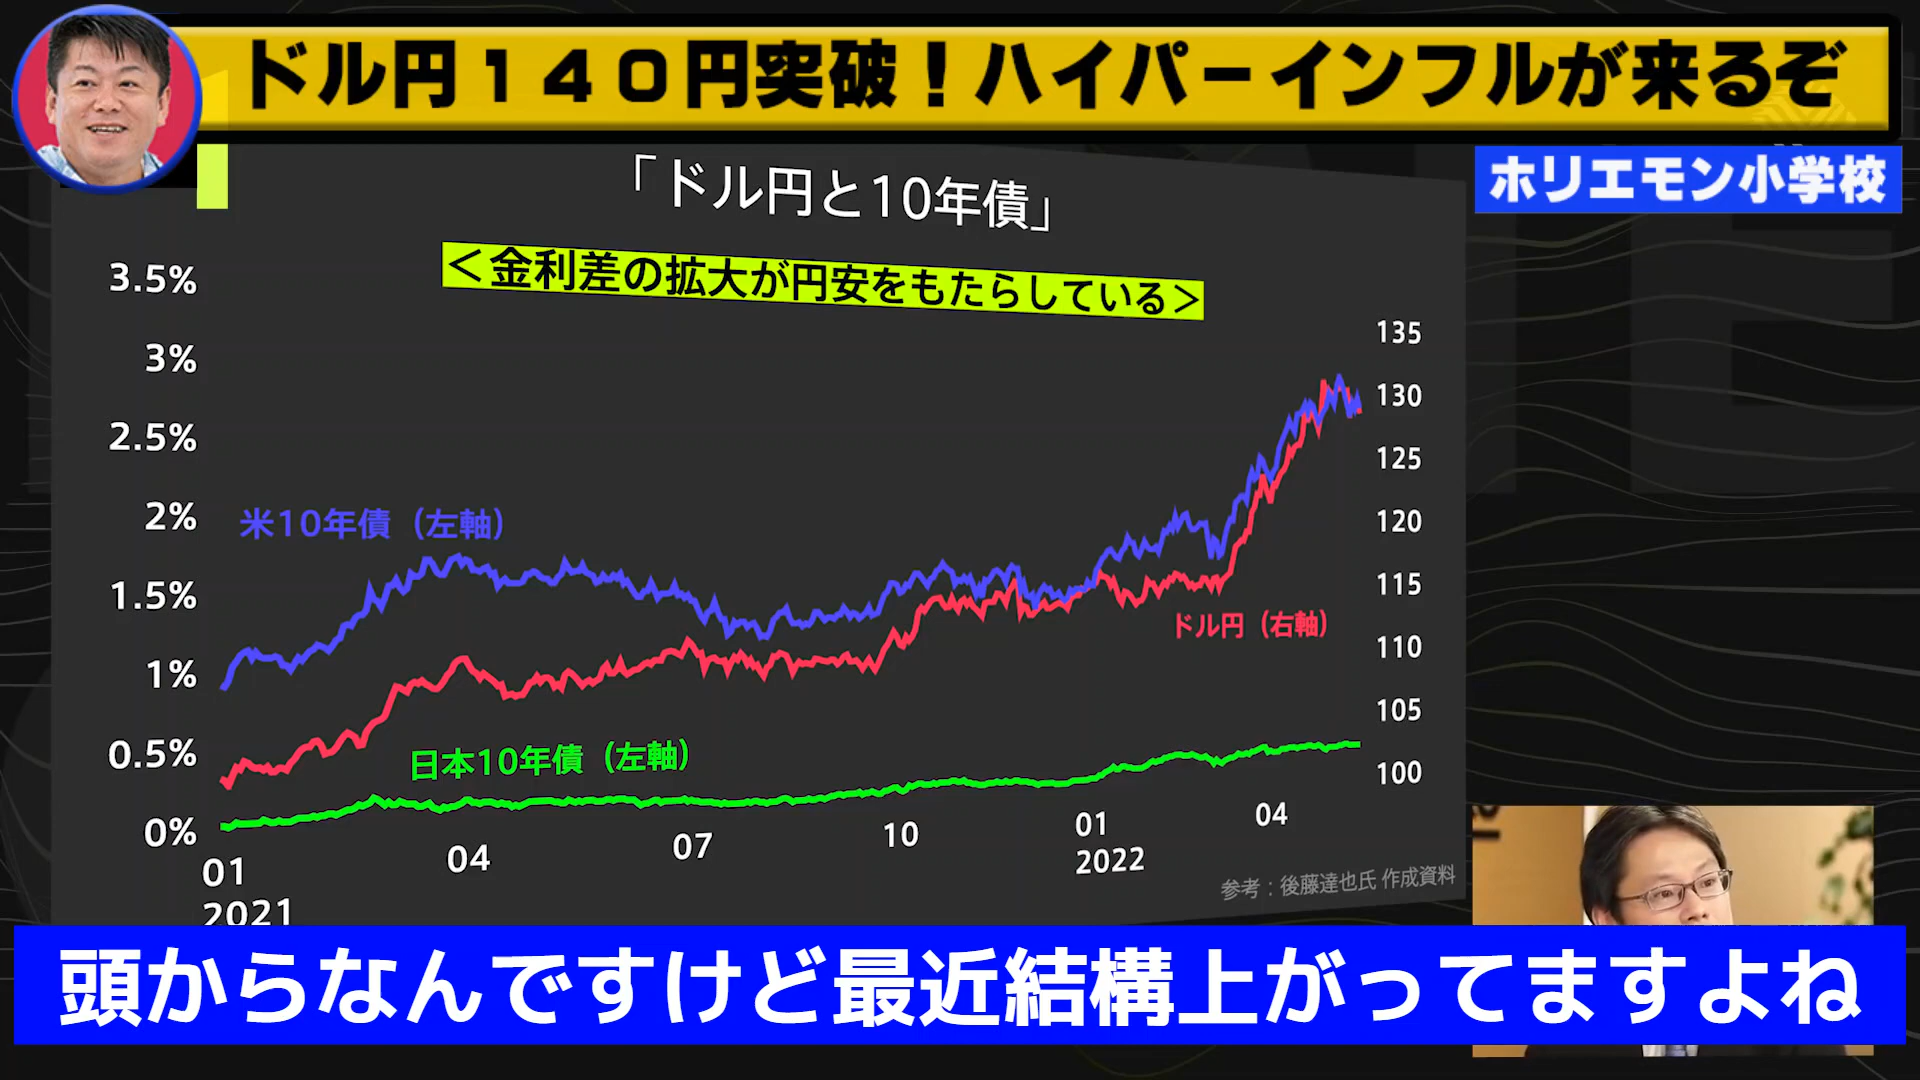 ドル円140円突破！ハイパーインフルが来るぞ
ホリエモン小学校
「ドル円と10年債」
＜金利差の拡大が円安をもたらしている＞
3.5%
3%
2.5%
2%
1.5%
1%
0.5%
0%
135
130
125
120
115
110
105
100
米10年債（左軸）
ドル円（右軸）
日本10年債（左軸）
01
2021
04
07
10
01
2022
04
参考：後藤達也氏 作成資料
頭からなんですけど最近結構上がってますよね